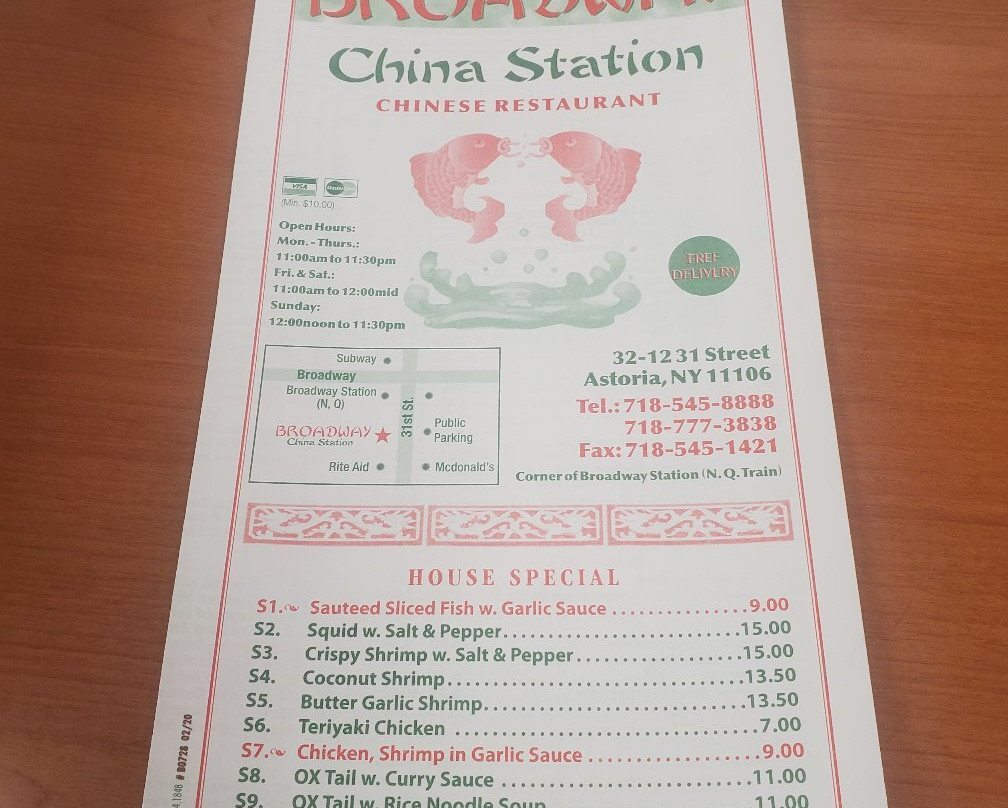 BROADWAY
China Station
CHINESE RESTAURANT
VISA
(Min. $10.00)
Open Hours:
Mon. - Thurs.:
11:00am to 11:30pm
Fri. & Sat.:
11:00am to 12:00mid
Sunday:
12:00noon to 11:30pm
FREE
DELIVERY
Subway
Broadway
Broadway Station
(N, Q)
31st St.
Public
Parking
BROADWAY
China Station
Rite Aid
Mcdonald's
32-12 31 Street
Astoria, NY 11106
Tel.: 718-545-8888
718-777-3838
Fax: 718-545-1421
Corner of Broadway Station (N. Q. Train)
HOUSE SPECIAL
S1. Sauteed Sliced Fish w. Garlic Sauce ...............9.00
S2. Squid w. Salt & Pepper...........................15.00
S3. Crispy Shrimp w. Salt & Pepper...................15.00
S4. Coconut Shrimp..................................13.50
S5. Butter Garlic Shrimp.............................13.50
S6. Teriyaki Chicken .................................7.00
S7. Chicken, Shrimp in Garlic Sauce ..................9.00
S8. OX Tail w. Curry Sauce ...........................11.00
S9. OX Tail w. Rice Noodle Soup 11.00
# B0728 02/20